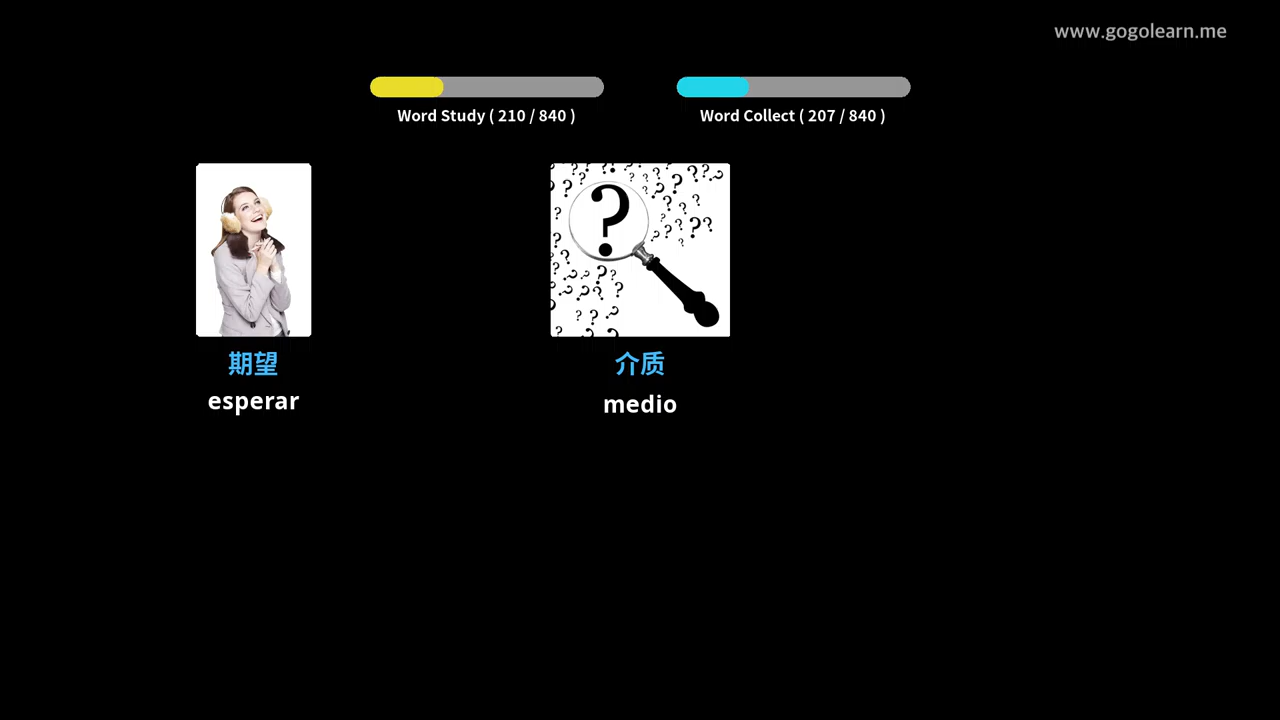 www.gogolearn.me
Word Study ( 210 / 840 )
Word Collect ( 207 / 840 )
期望
esperar
介质
medio